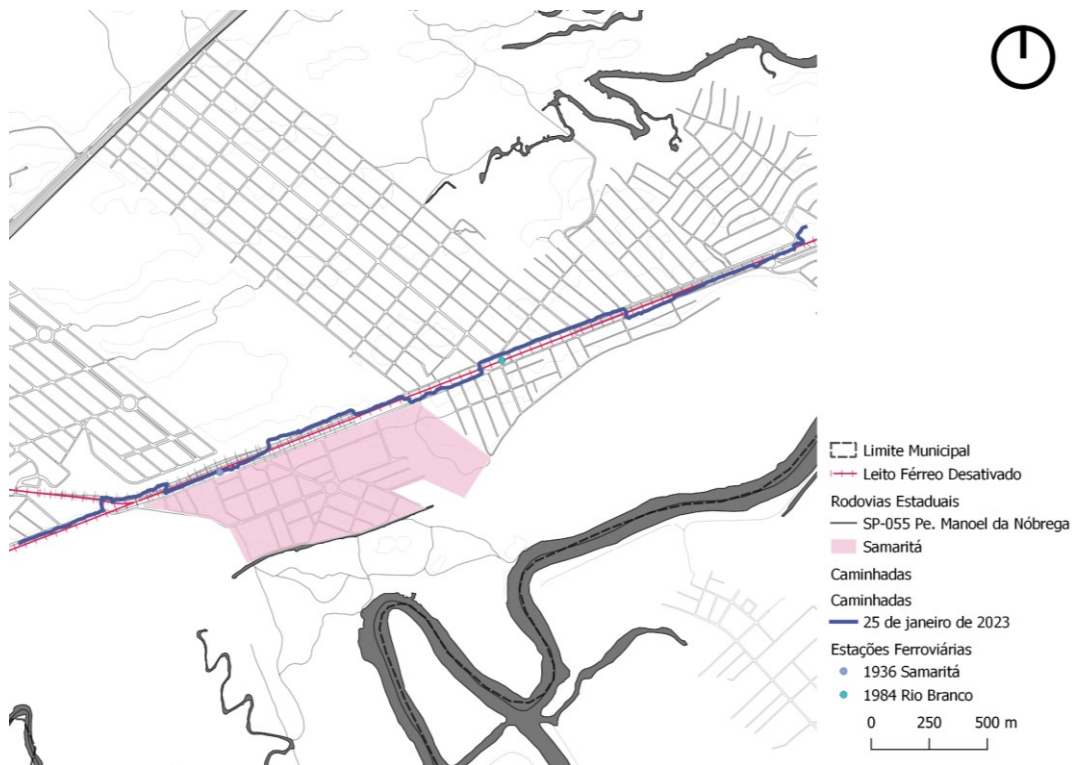 Limite Municipal
Leito Férreo Desativado
Rodovias Estaduais
SP-055 Pe. Manoel da Nóbrega
Samaritá
Caminhadas
Caminhadas
25 de janeiro de 2023
Estações Ferroviárias
1936 Samaritá
1984 Rio Branco
0 250 500 m